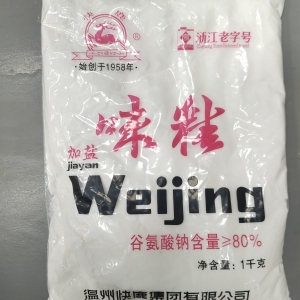 浙江老字号
·始创于1958年·
味精
加盐
jiayan
Weijing
谷氨酸钠含量≥80%
净含量：1千克
温州快鹿集团有限公司